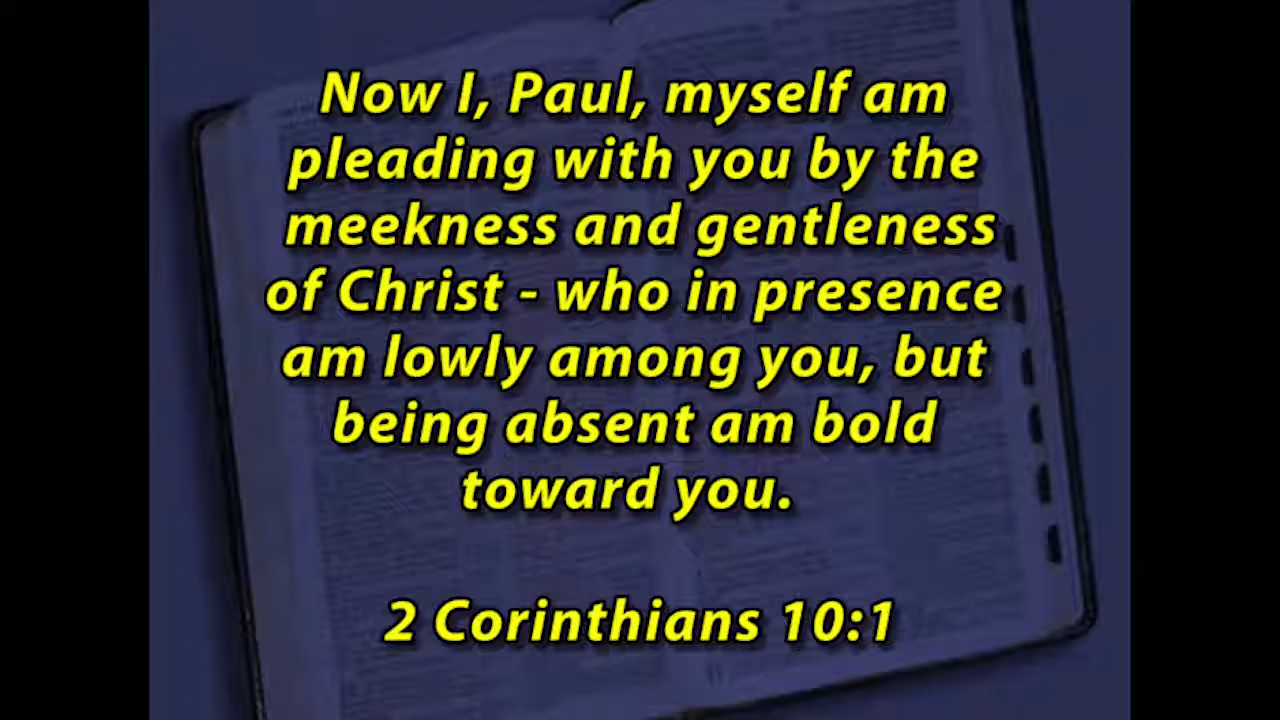 Now I, Paul, myself am
pleading with you by the
meekness and gentleness
of Christ - who in presence
am lowly among you, but
being absent am bold
toward you.
2 Corinthians 10:1